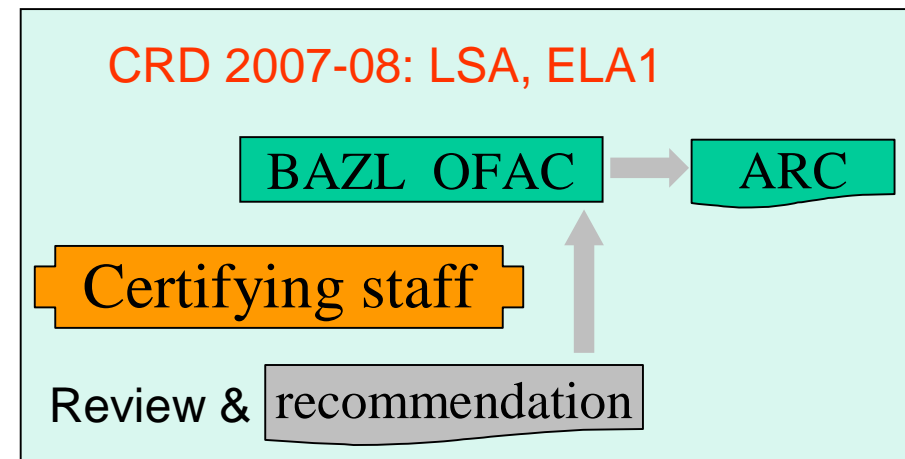 CRD 2007-08: LSA, ELA1
BAZL OFAC
ARC
Certifying staff
Review & recommendation